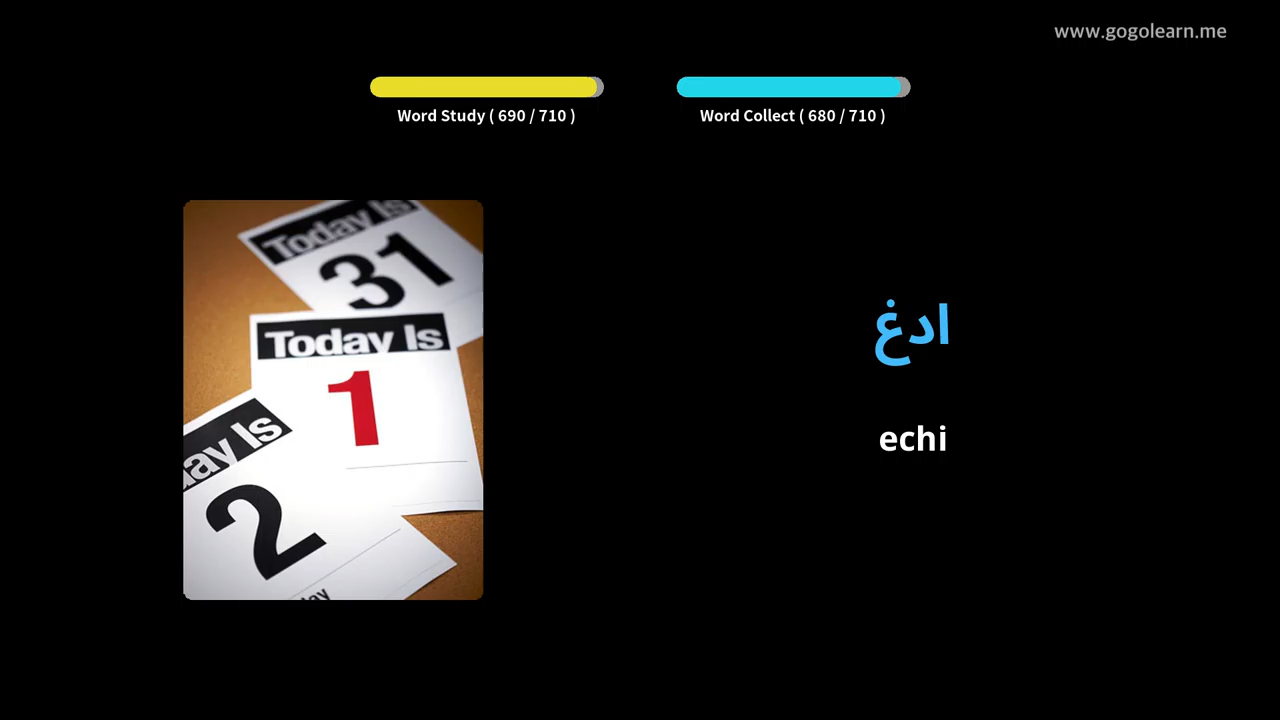 www.gogolearn.me
Word Study ( 690 / 710 )
Word Collect ( 680 / 710 )
Today Is
31
Today Is
1
ay Is
2
ay
ادغ
echi